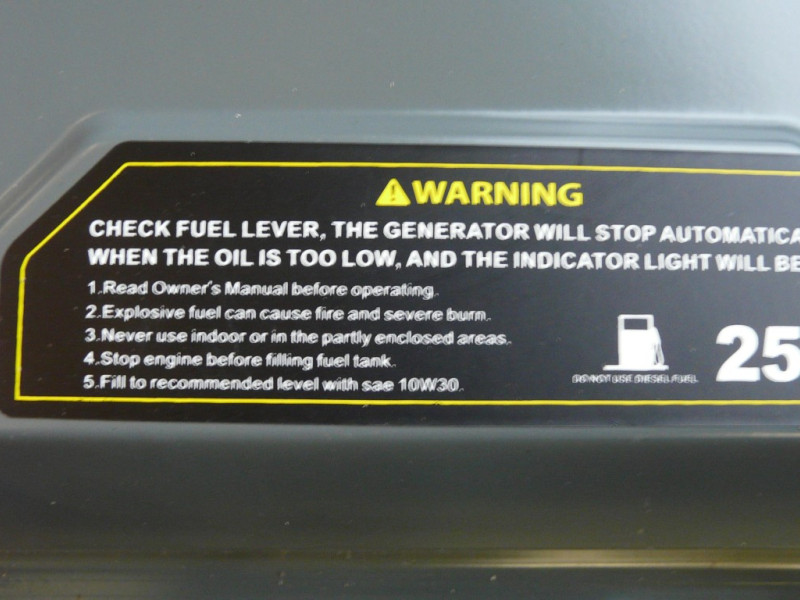 WARNING
CHECK FUEL LEVER, THE GENERATOR WILL STOP AUTOMATICA
WHEN THE OIL IS TOO LOW, AND THE INDICATOR LIGHT WILL BE
1.Read Owner's Manual before operating.
2.Explosive fuel can cause fire and severe burn.
3.Never use indoor or in the partly enclosed areas.
4.Stop engine before filling fuel tank.
5.Fill to recommended level with sae 10W30.
25
DO NOT USE DIESEL FUEL